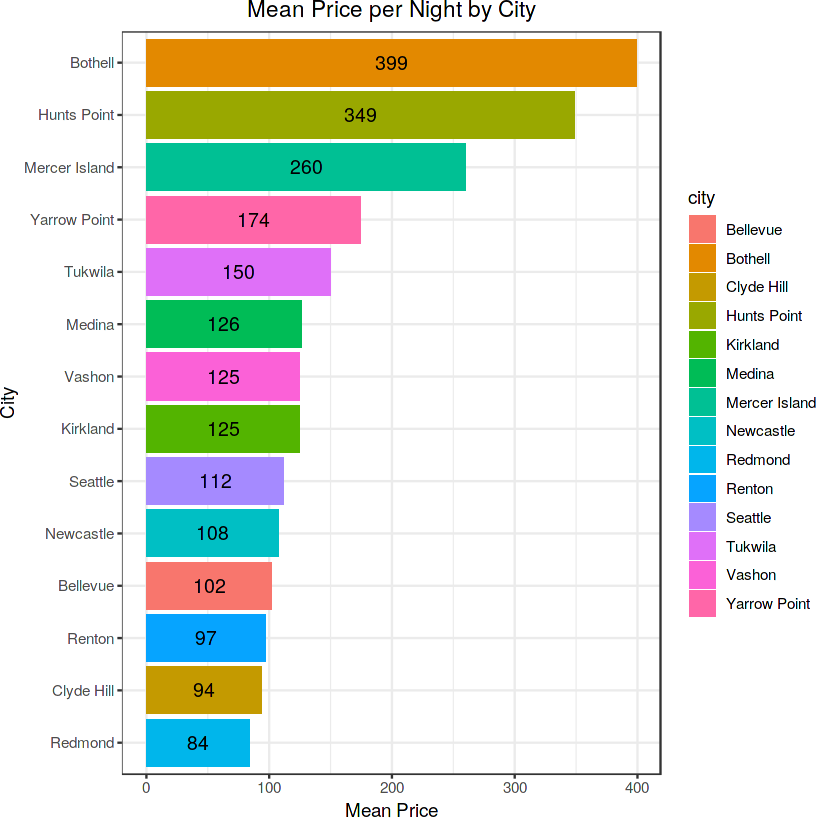 Mean Price per Night by City
City
Bothell 399
Hunts Point 349
Mercer Island 260
Yarrow Point 174
Tukwila 150
Medina 126
Vashon 125
Kirkland 125
Seattle 112
Newcastle 108
Bellevue 102
Renton 97
Clyde Hill 94
Redmond 84
0 100 200 300 400
Mean Price
city
Bellevue
Bothell
Clyde Hill
Hunts Point
Kirkland
Medina
Mercer Island
Newcastle
Redmond
Renton
Seattle
Tukwila
Vashon
Yarrow Point